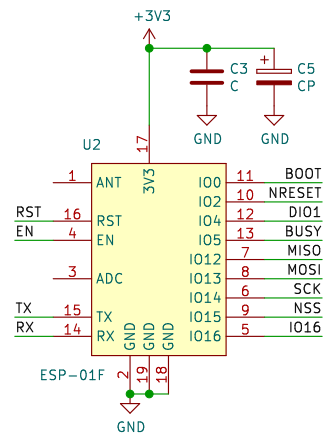 +3V3
C3
C
C5
CP
+
GND
GND
U2
17
3V3
1 ANT
RST 16 RST
EN 4 EN
3 ADC
TX 15 TX
RX 14 RX
IO0 11 BOOT
IO2 10 NRESET
IO4 12 DIO1
IO5 13 BUSY
IO12 7 MISO
IO13 8 MOSI
IO14 6 SCK
IO15 9 NSS
IO16 5 IO16
GND GND GND
2 19 18
ESP-01F
GND